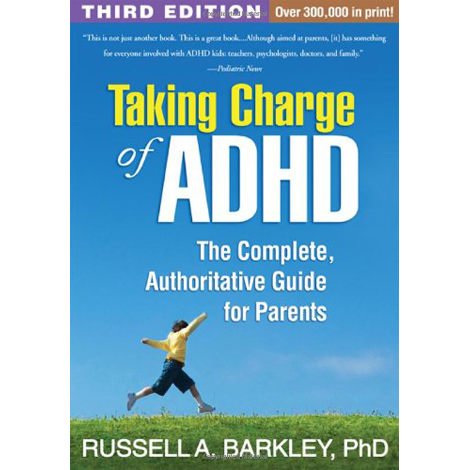 THIRD EDITION Over 300,000 in print!
"This is not just another book. This is a great book....Although aimed at parents, [it] has something
for everyone involved with ADHD kids: teachers, psychologists, doctors, and family."
—Pediatric News
Taking Charge
of ADHD
The Complete,
Authoritative Guide
for Parents
RUSSELL A. BARKLEY, PhD